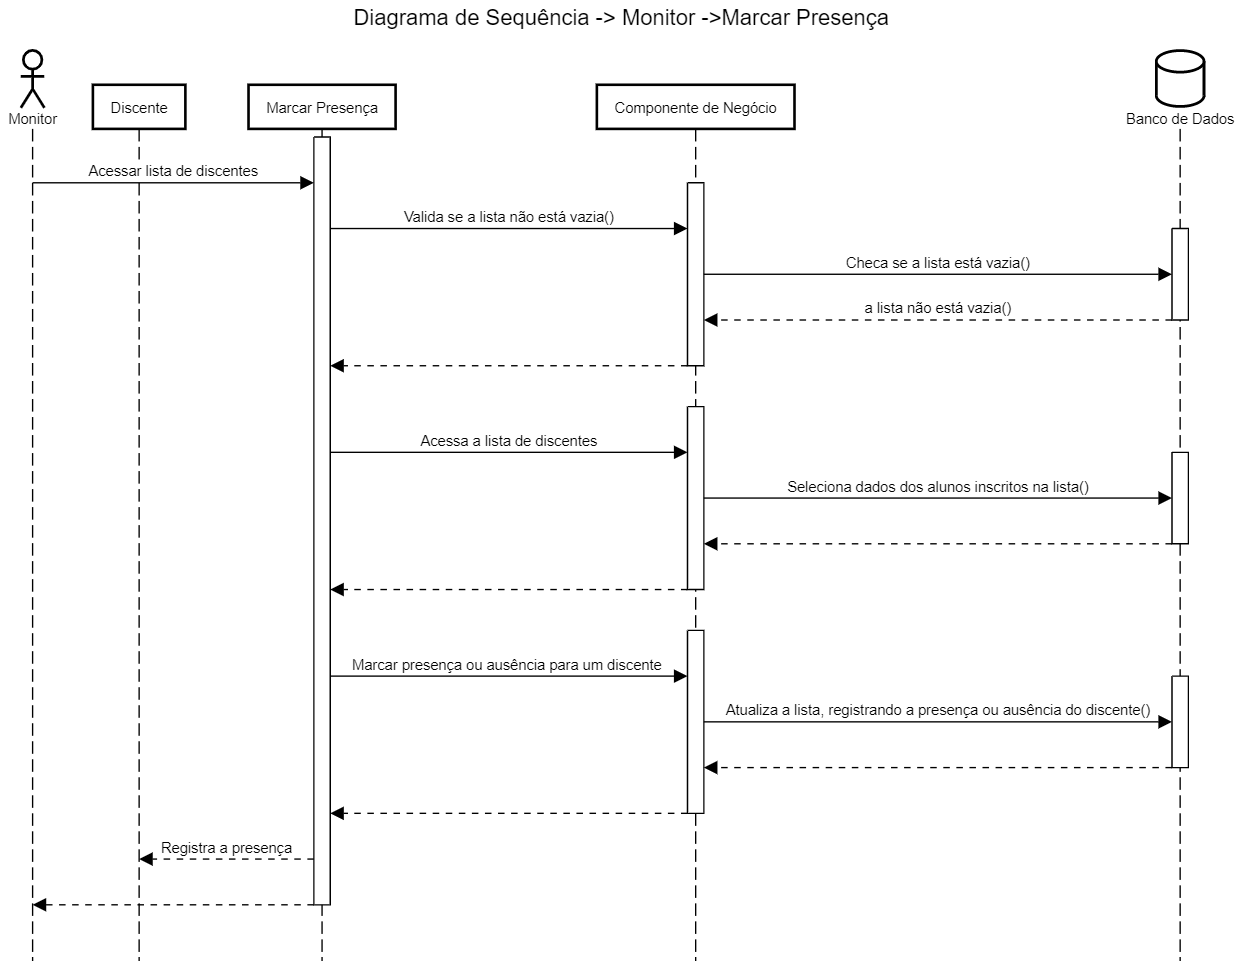 Diagrama de Sequência -> Monitor ->Marcar Presença
Monitor
Discente
Marcar Presença
Componente de Negócio
Banco de Dados
Acessar lista de discentes
Valida se a lista não está vazia()
Checa se a lista está vazia()
a lista não está vazia()
Acessa a lista de discentes
Seleciona dados dos alunos inscritos na lista()
Marcar presença ou ausência para um discente
Atualiza a lista, registrando a presença ou ausência do discente()
Registra a presença